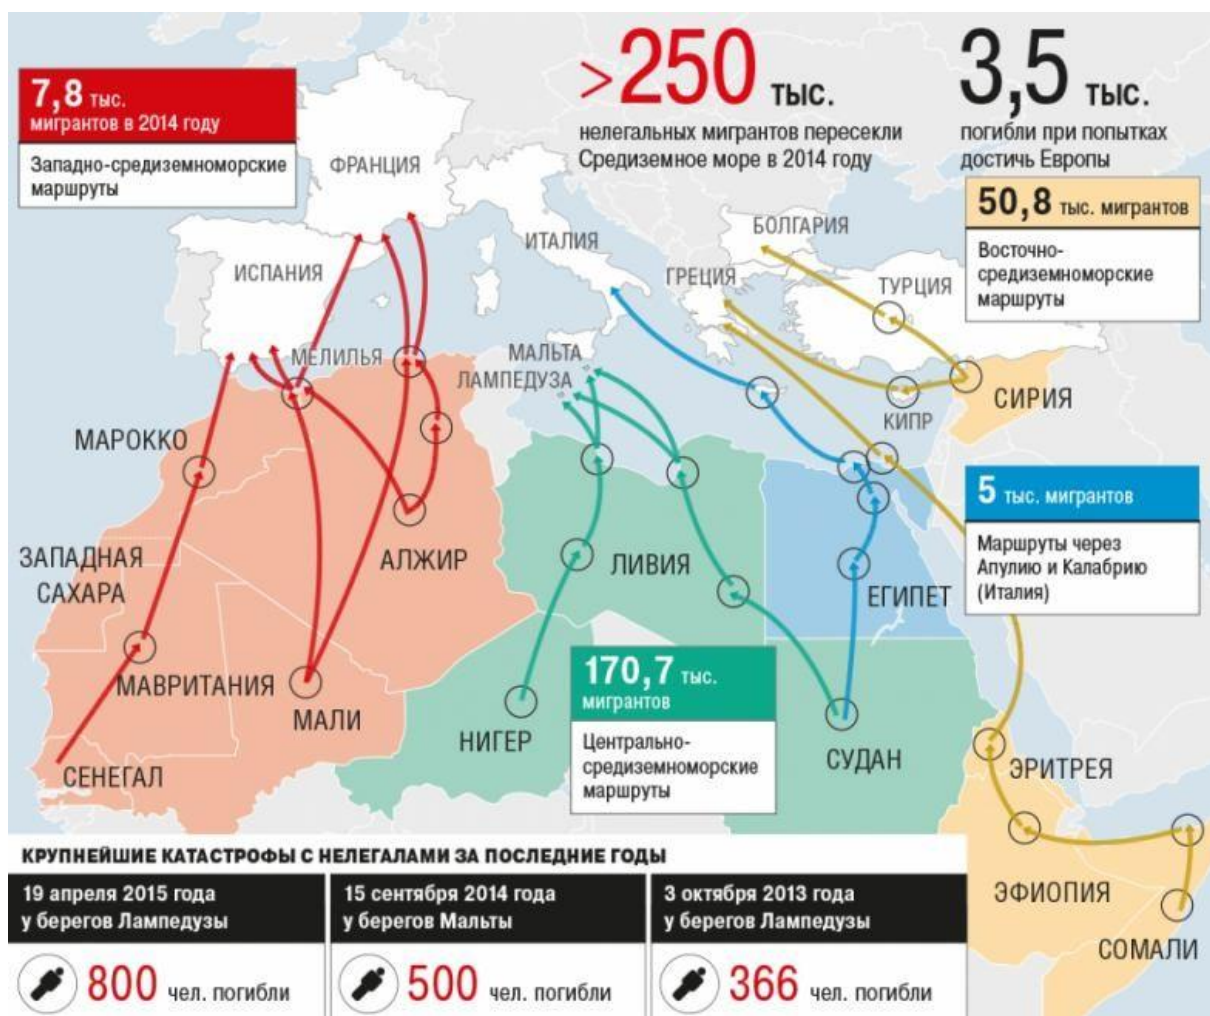 >250 тыс.
нелегальных мигрантов пересекли
Средиземное море в 2014 году
3,5 тыс.
погибли при попытках
достичь Европы
7,8 тыс.
мигрантов в 2014 году
Западно-средиземноморские
маршруты
50,8 тыс. мигрантов
Восточно-
средиземноморские
маршруты
ФРАНЦИЯ
ИСПАНИЯ
ИТАЛИЯ
БОЛГАРИЯ
ГРЕЦИЯ
ТУРЦИЯ
МЕЛИЛЬЯ
МАЛЬТА
ЛАМПЕДУЗА
КИПР
СИРИЯ
МАРОККО
5 тыс. мигрантов
Маршруты через
Апулию и Калабрию
(Италия)
ЗАПАДНАЯ
САХАРА
АЛЖИР
ЛИВИЯ
ЕГИПЕТ
170,7 тыс.
мигрантов
Центрально-
средиземноморские
маршруты
МАВРИТАНИЯ
МАЛИ
НИГЕР
СУДАН
СЕНЕГАЛ
ЭРИТРЕЯ
ЭФИОПИЯ
СОМАЛИ
КРУПНЕЙШИЕ КАТАСТРОФЫ С НЕЛЕГАЛАМИ ЗА ПОСЛЕДНИЕ ГОДЫ
19 апреля 2015 года
у берегов Лампедузы
800 чел. погибли
15 сентября 2014 года
у берегов Мальты
500 чел. погибли
3 октября 2013 года
у берегов Лампедузы
366 чел. погибли